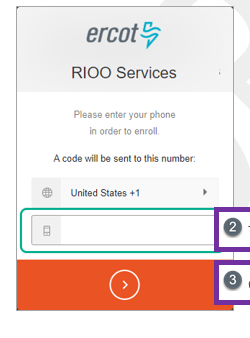 ercot
RIOO Services
Please enter your phone
in order to enroll.
A code will be sent to this number:
United States +1
2
3